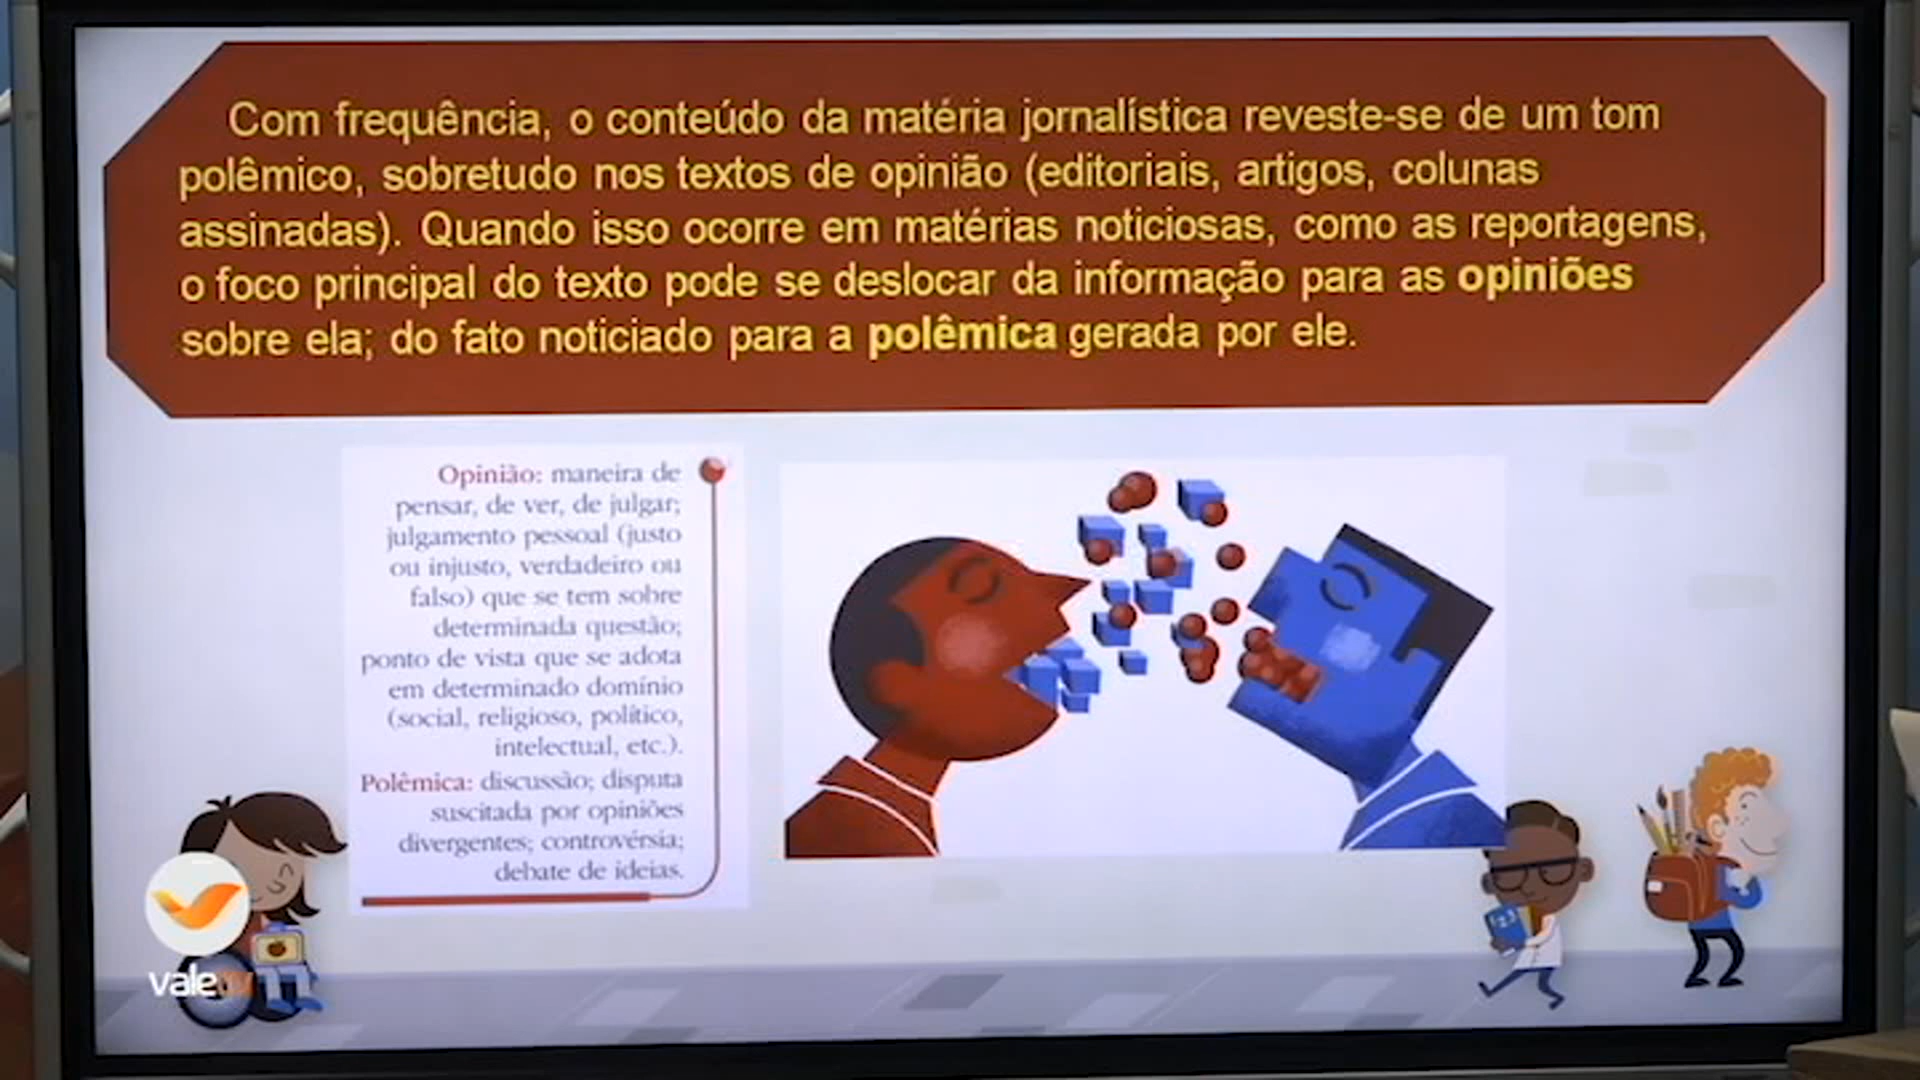 Com frequência, o conteúdo da matéria jornalística reveste-se de um tom
polêmico, sobretudo nos textos de opinião (editoriais, artigos, colunas
assinadas). Quando isso ocorre em matérias noticiosas, como as reportagens,
o foco principal do texto pode se deslocar da informação para as opiniões
sobre ela; do fato noticiado para a polêmica gerada por ele.
Opinião: maneira de
pensar, de ver, de julgar;
julgamento pessoal (justo
ou injusto, verdadeiro ou
falso) que se tem sobre
determinada questão;
ponto de vista que se adota
em determinado domínio
(social, religioso, político,
intelectual, etc.).
Polêmica: discussão; disputa
suscitada por opiniões
divergentes; controvérsia;
debate de ideias.
valetv